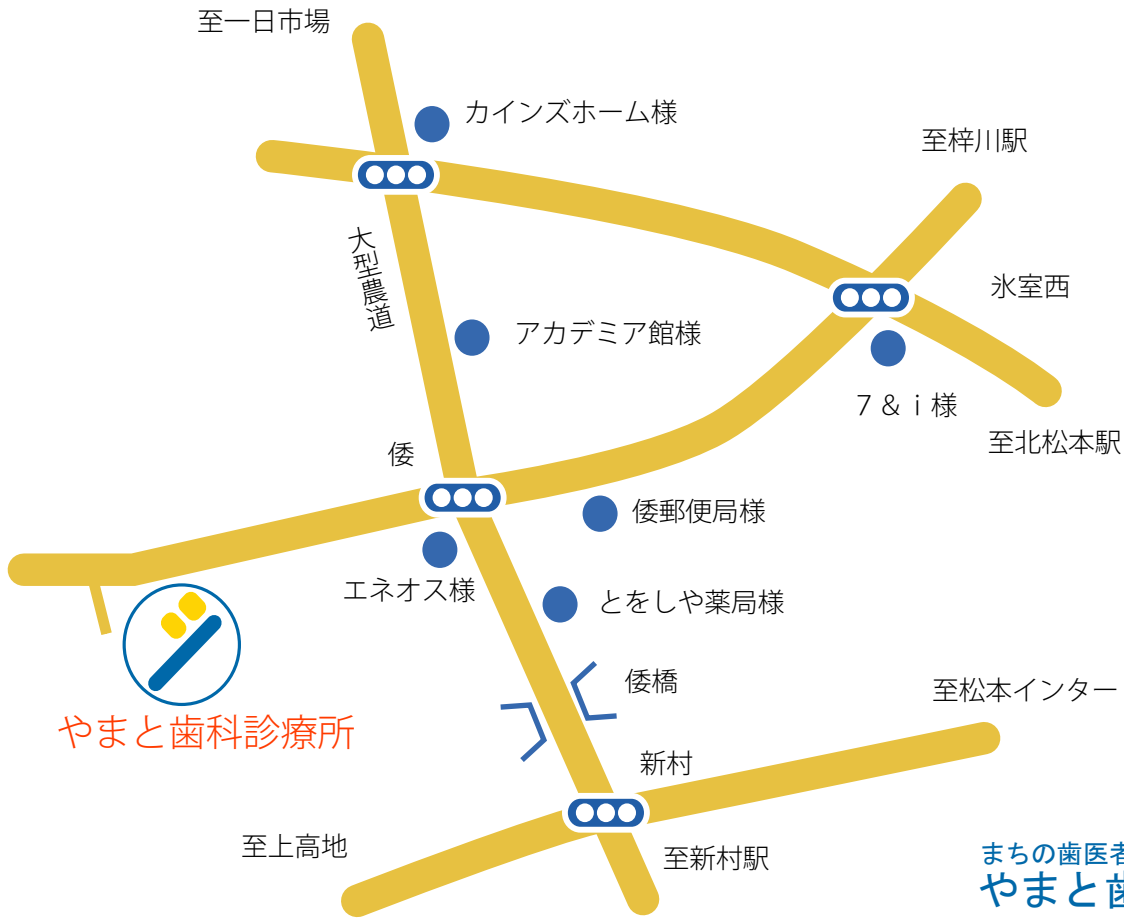 至一日市場
カインズホーム様
至梓川駅
大型農道
氷室西
アカデミア館様
7&i様
至北松本駅
倭
倭郵便局様
エネオス様
とをしや薬局様
倭橋
至松本インター
やまと歯科診療所
新村
至上高地
至新村駅
まちの歯医者
やまと歯